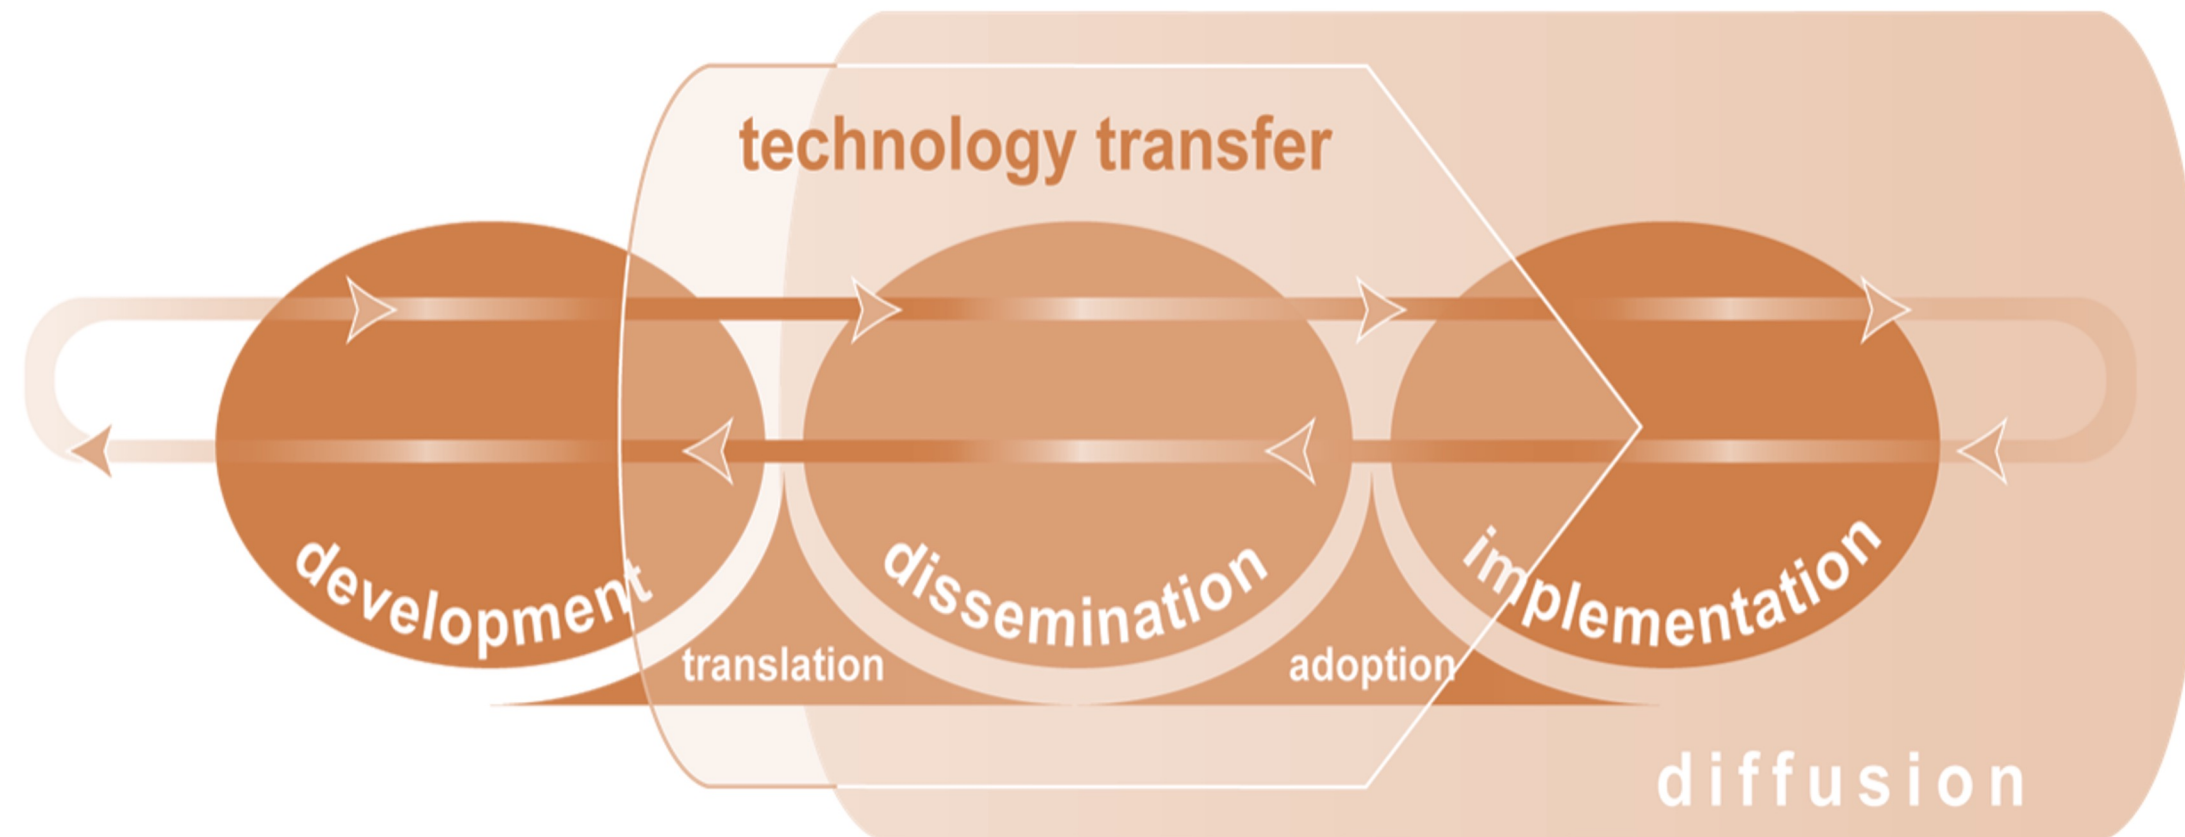 technology transfer
development
dissemination
implementation
translation
adoption
diffusion